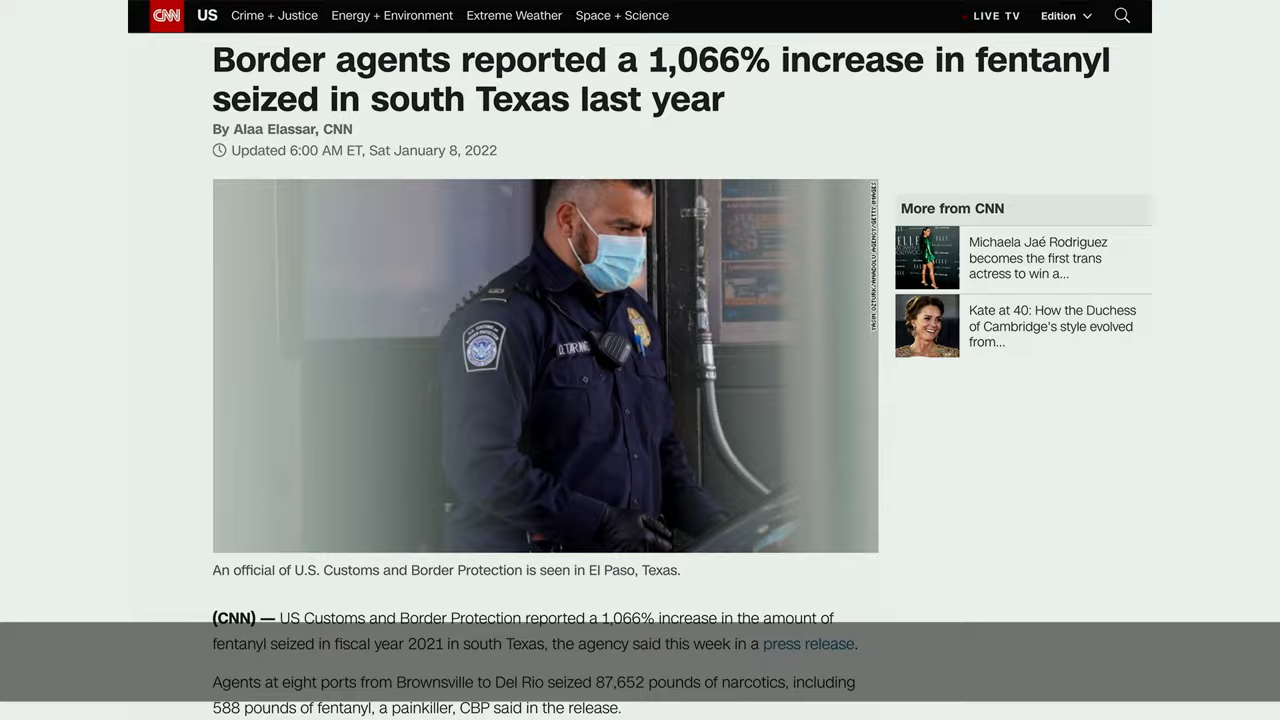 CNN US Crime + Justice Energy + Environment Extreme Weather Space + Science LIVE TV Edition
Border agents reported a 1,066% increase in fentanyl
seized in south Texas last year
By Alaa Elassar, CNN
Updated 6:00 AM ET, Sat January 8, 2022
YASIN OZTURK/ANADOLU AGENCY/GETTY IMAGES
More from CNN
Michaela Jaé Rodriguez
becomes the first trans
actress to win a...
Kate at 40: How the Duchess
of Cambridge's style evolved
from...
ELLE
An official of U.S. Customs and Border Protection is seen in El Paso, Texas.
(CNN) — US Customs and Border Protection reported a 1,066% increase in the amount of
fentanyl seized in fiscal year 2021 in south Texas, the agency said this week in a press release.
Agents at eight ports from Brownsville to Del Rio seized 87,652 pounds of narcotics, including
588 pounds of fentanyl, a painkiller, CBP said in the release.